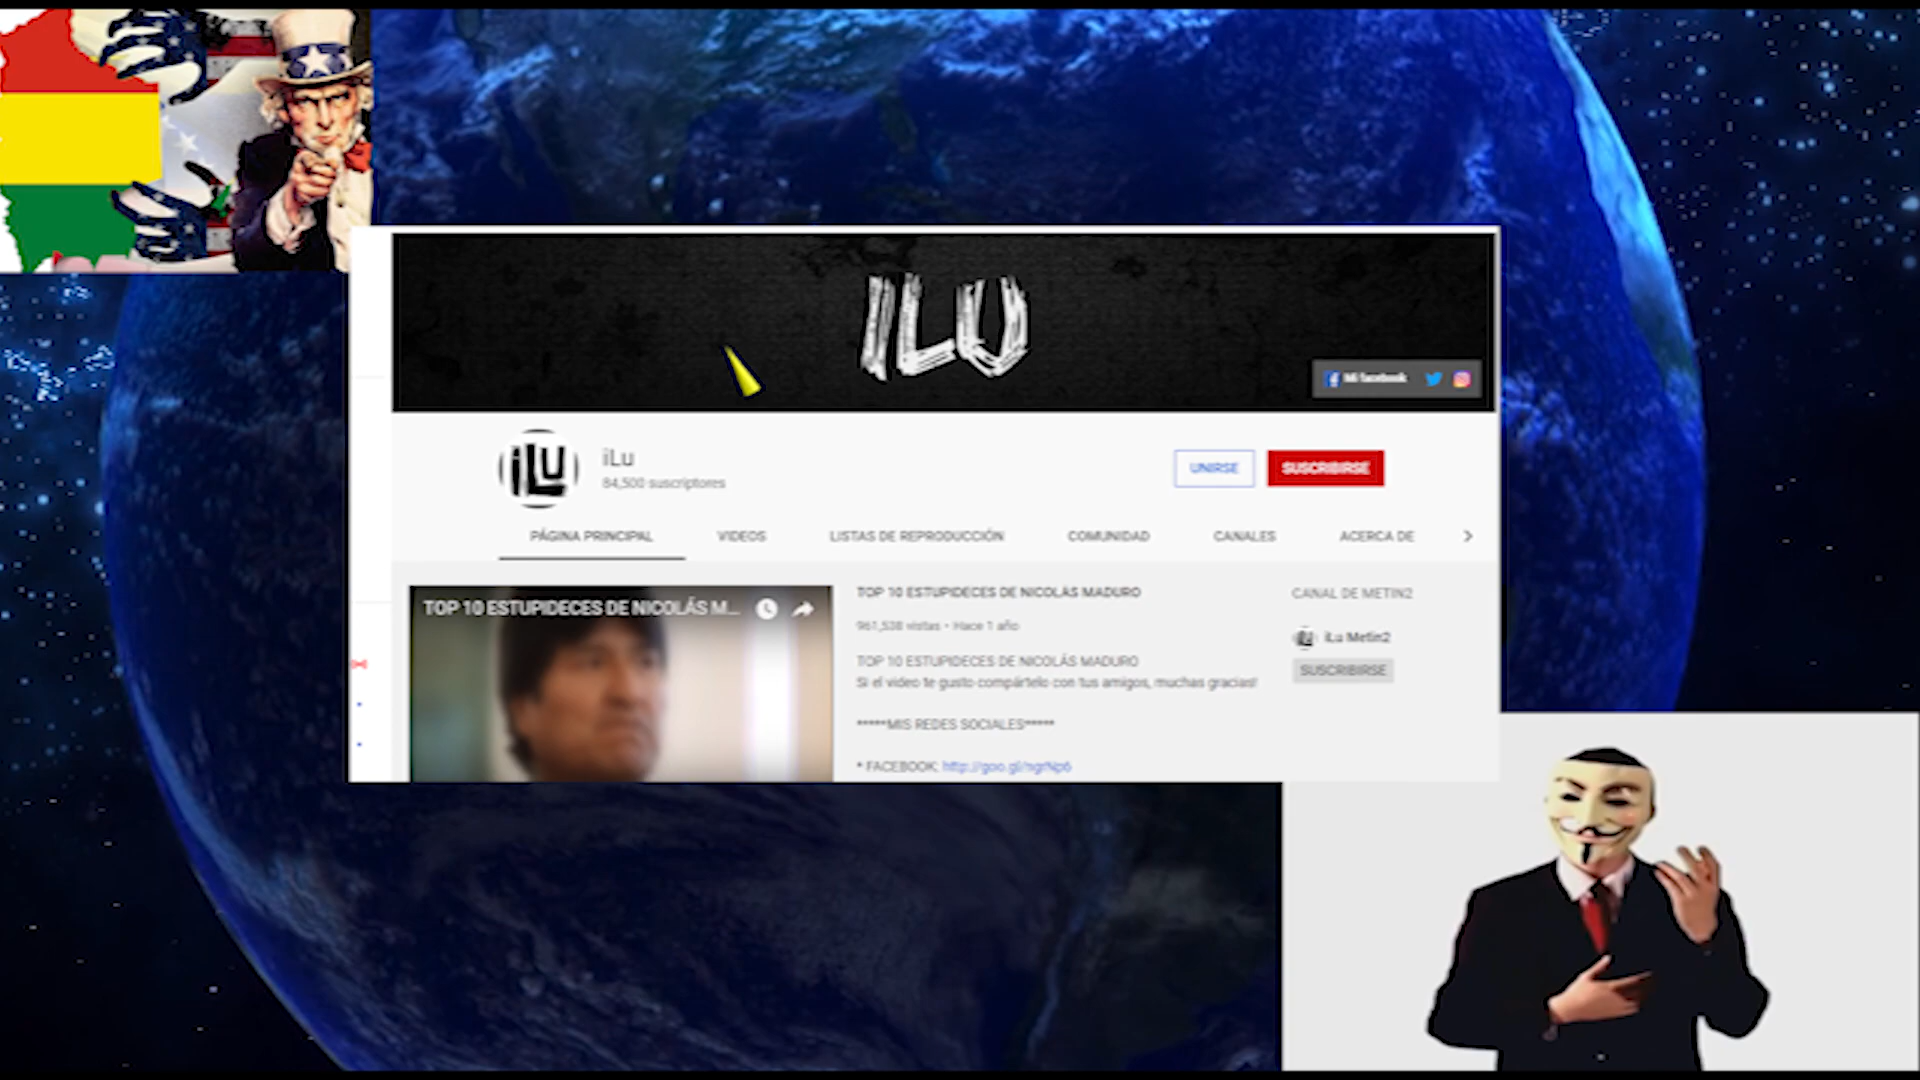 ILU
Mi facebook
iLu
iLu
84,500 suscriptores
UNIRSE
SUSCRIBIRSE
PÁGINA PRINCIPAL
VIDEOS
LISTAS DE REPRODUCCIÓN
COMUNIDAD
CANALES
ACERCA DE
TOP 10 ESTUPIDECES DE NICOLÁS M...
TOP 10 ESTUPIDECES DE NICOLÁS MADURO
961,538 vistas • Hace 1 año
TOP 10 ESTUPIDECES DE NICOLÁS MADURO
Si el video te gusto compártelo con tus amigos, muchas gracias!
*****MIS REDES SOCIALES*****
* FACEBOOK:
CANAL DE METIN2
iLu Metin2
SUSCRIBIRSE